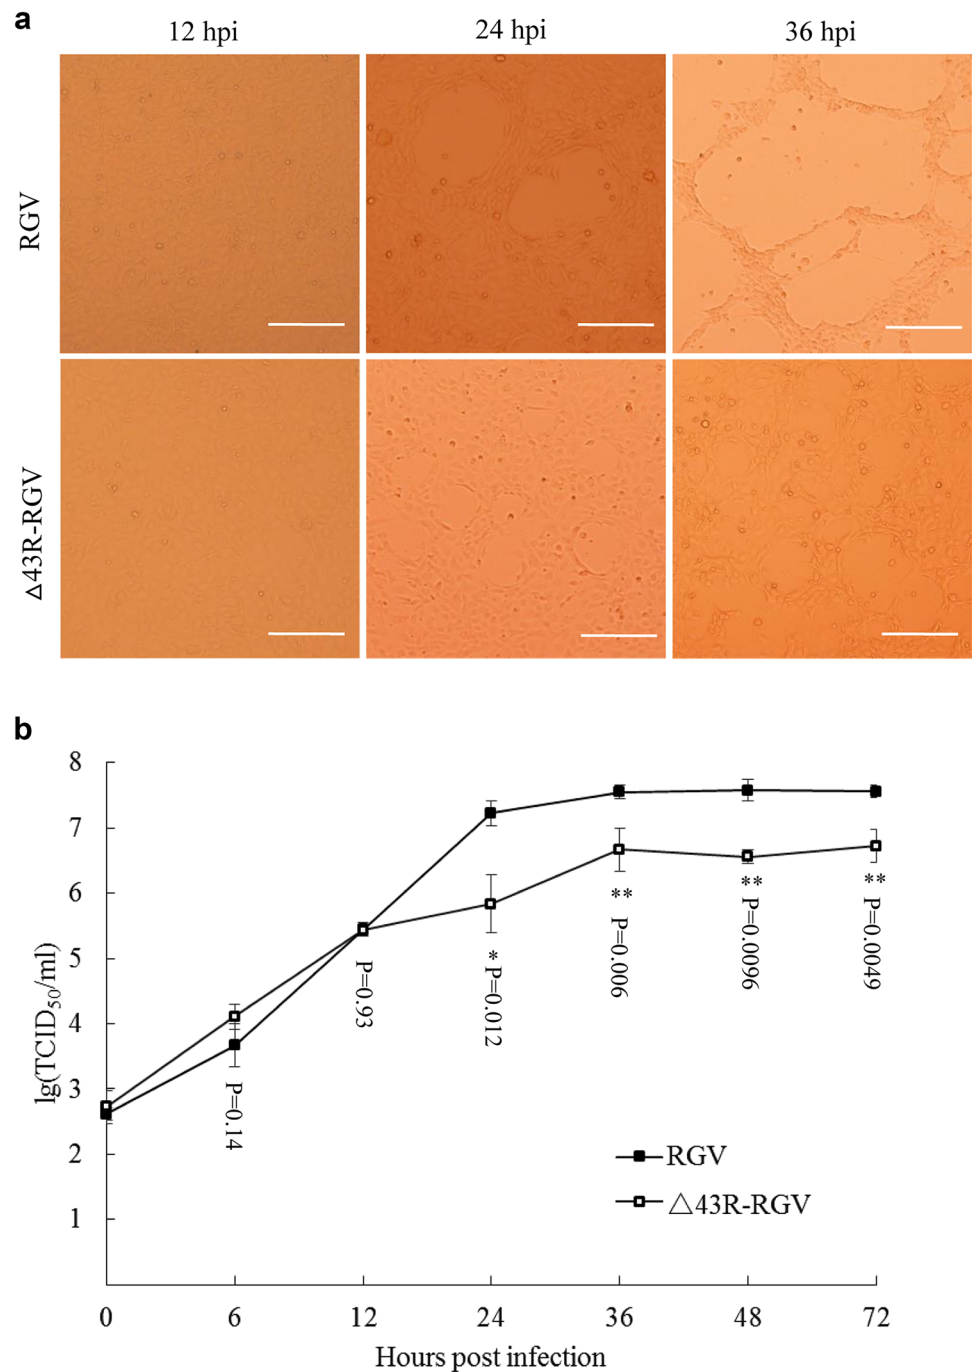 a
12 hpi
24 hpi
36 hpi
RGV
△43R-RGV
b
8
7
6
5
4
3
2
1
lg(TCID50/ml)
P=0.14
P=0.93
* P=0.012
** P=0.006
** P=0.0096
** P=0.0049
RGV
△43R-RGV
0 6 12 24 36 48 72
Hours post infection